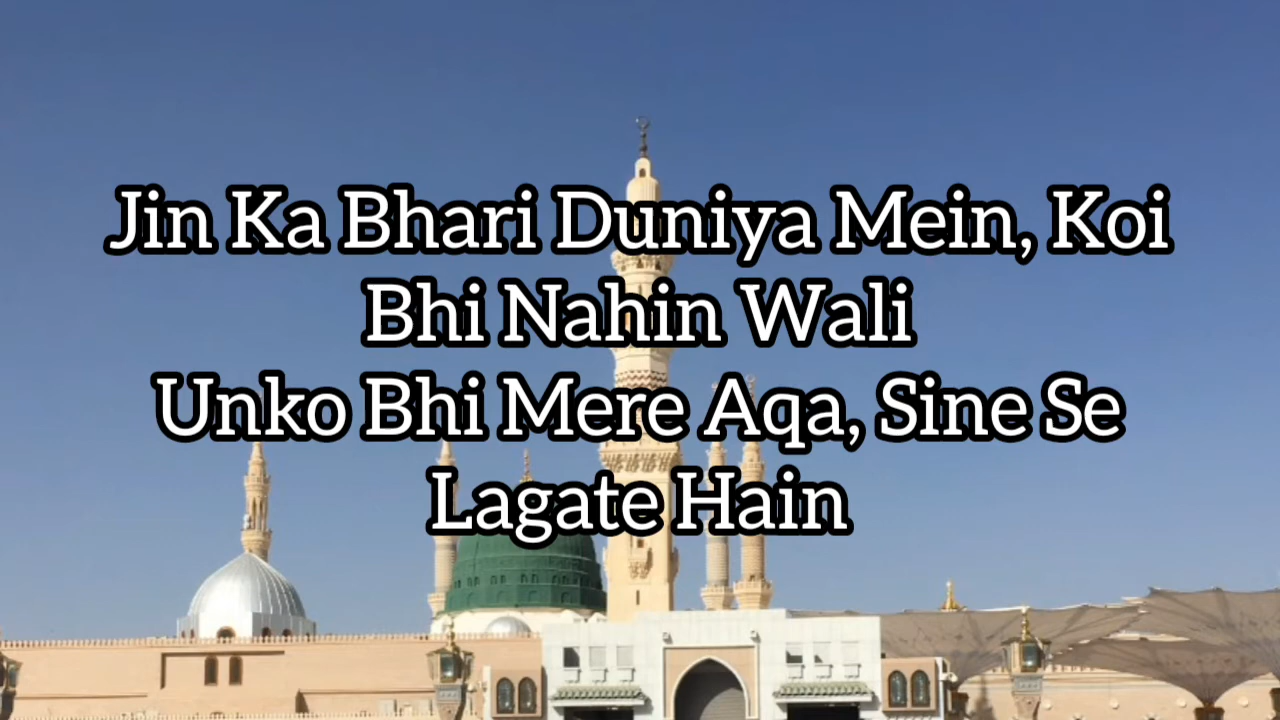 Jin Ka Bhari Duniya Mein, Koi
Bhi Nahin Wali
Unko Bhi Mere Aqa, Sine Se
Lagate Hain